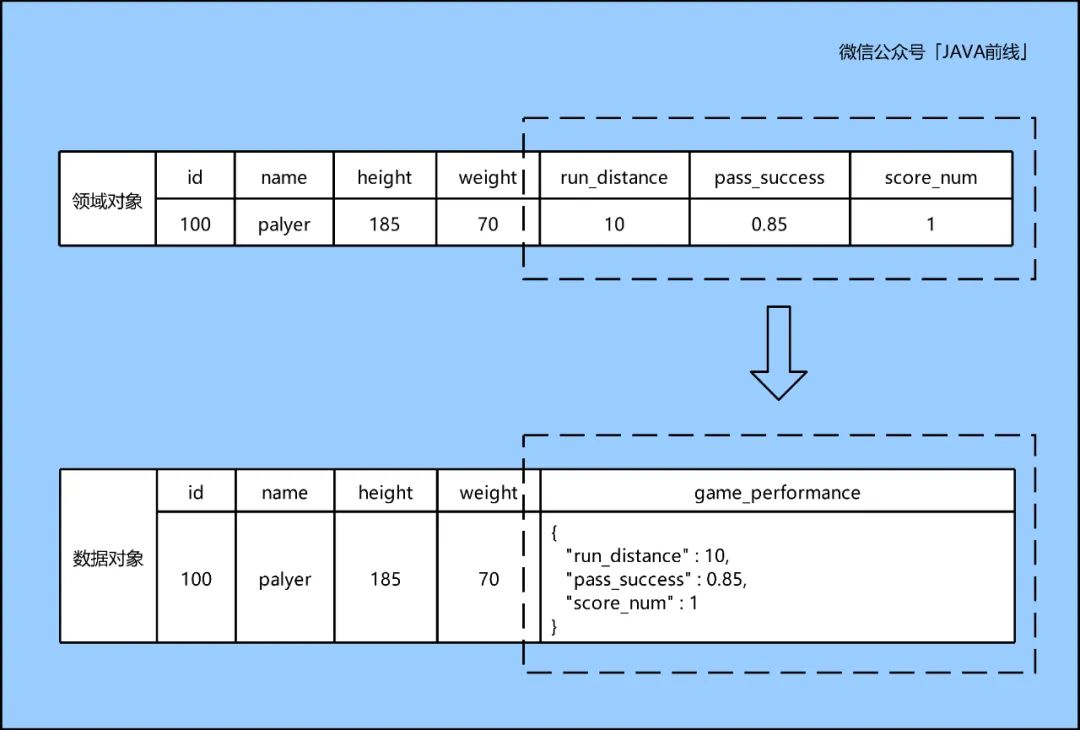 微信公众号「JAVA前线」
领域对象 id name height weight run_distance pass_success score_num
100 palyer 185 70 10 0.85 1
数据对象 id name height weight game_performance
100 palyer 185 70
{
"run_distance" : 10,
"pass_success" : 0.85,
"score_num" : 1
}